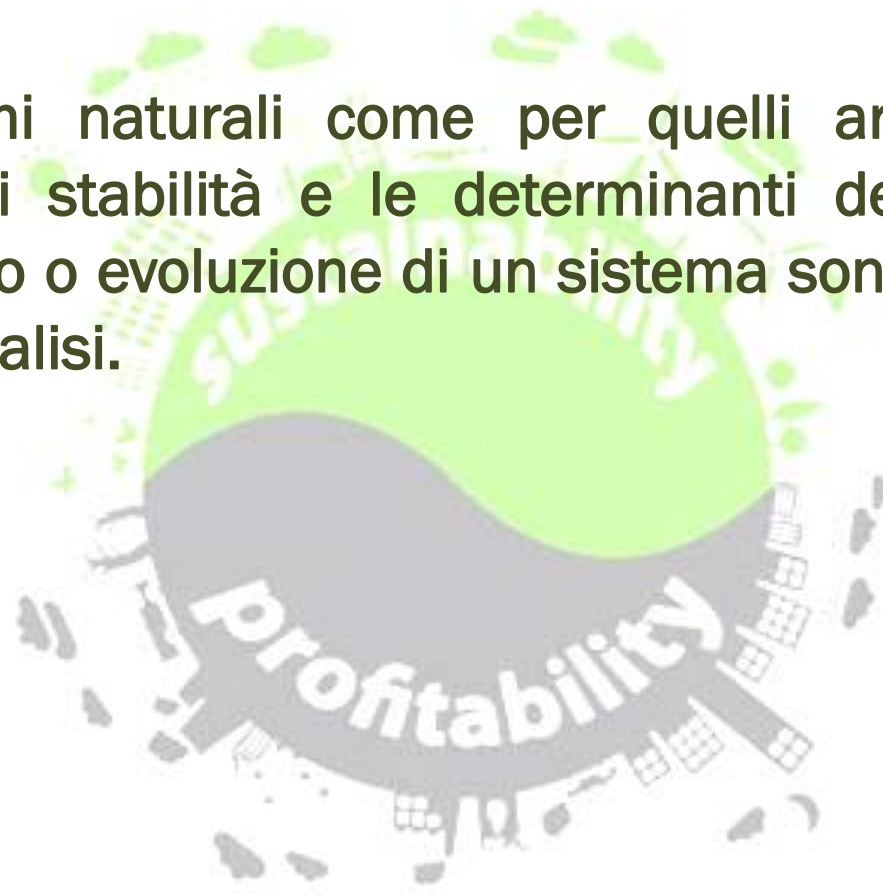 ni naturali come per quelli ar
i stabilità e le determinanti de
o o evoluzione di un sistema son
alisi.
sustainability
profitability